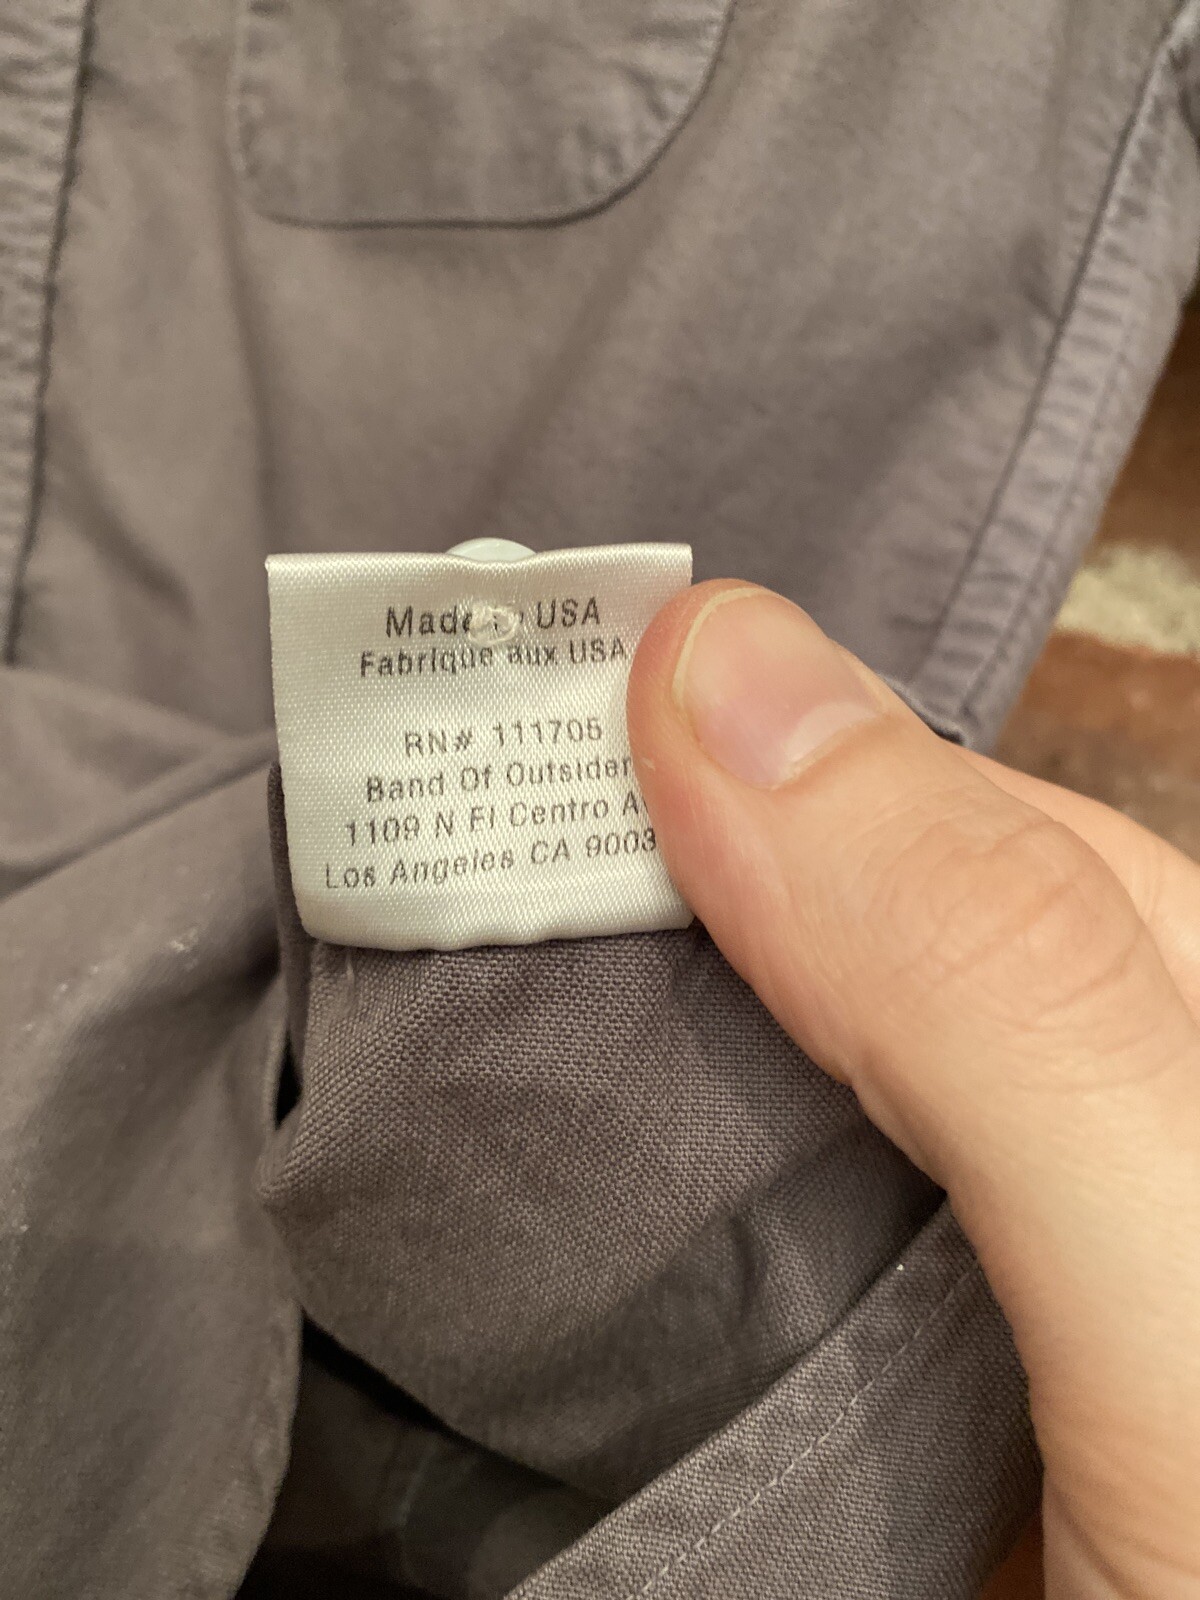 Made USA
Fabrique aux USA
RN# 111705
Band Of Outsider
1109 N El Centro A
Los Angeles CA 9003